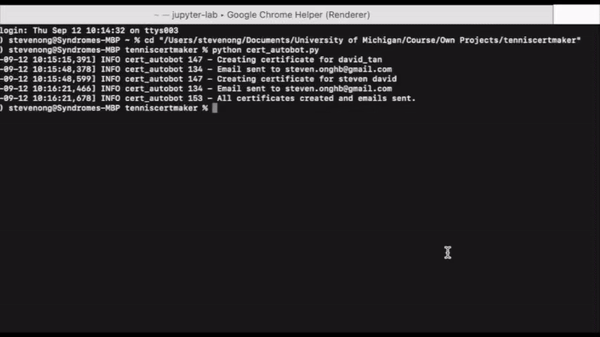 — jupyter-lab • Google Chrome Helper (Renderer)
login: Thu Sep 12 10:14:32 on ttys003
) stevenong@Syndromes-MBP ~ % cd "/Users/stevenong/Documents/University of Michigan/Course/Own Projects/tenniscertmaker"
) stevenong@Syndromes-MBP tenniscertmaker % python cert_autobot.py
-09-12 10:15:15,391] INFO cert_autobot 147 - Creating certificate for david_tan
-09-12 10:15:48,378] INFO cert_autobot 134 - Email sent to steven.onghb@gmail.com
-09-12 10:15:48,599] INFO cert_autobot 147 - Creating certificate for steven david
-09-12 10:16:21,466] INFO cert_autobot 134 - Email sent to steven.onghb@gmail.com
-09-12 10:16:21,678] INFO cert_autobot 153 - All certificates created and emails sent.
) stevenong@Syndromes-MBP tenniscertmaker %